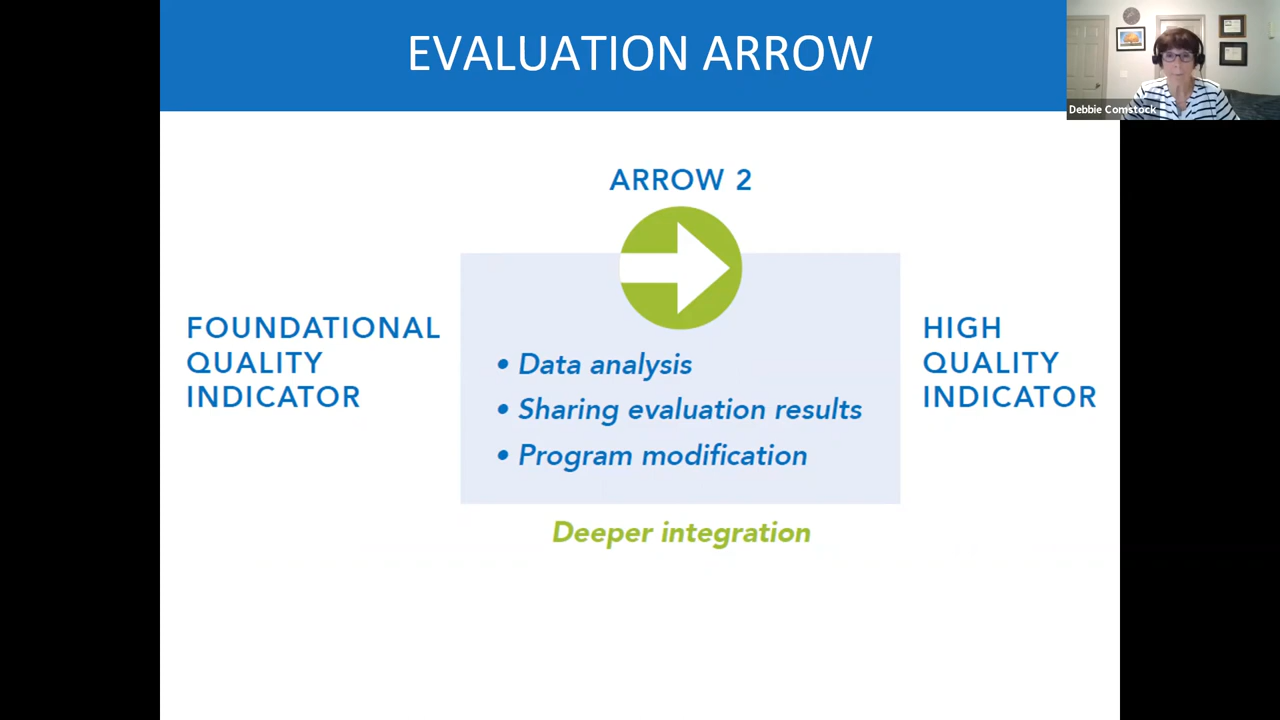 EVALUATION ARROW
Debbie Comstock
ARROW 2
FOUNDATIONAL
QUALITY
INDICATOR
• Data analysis
• Sharing evaluation results
• Program modification
HIGH
QUALITY
INDICATOR
Deeper integration